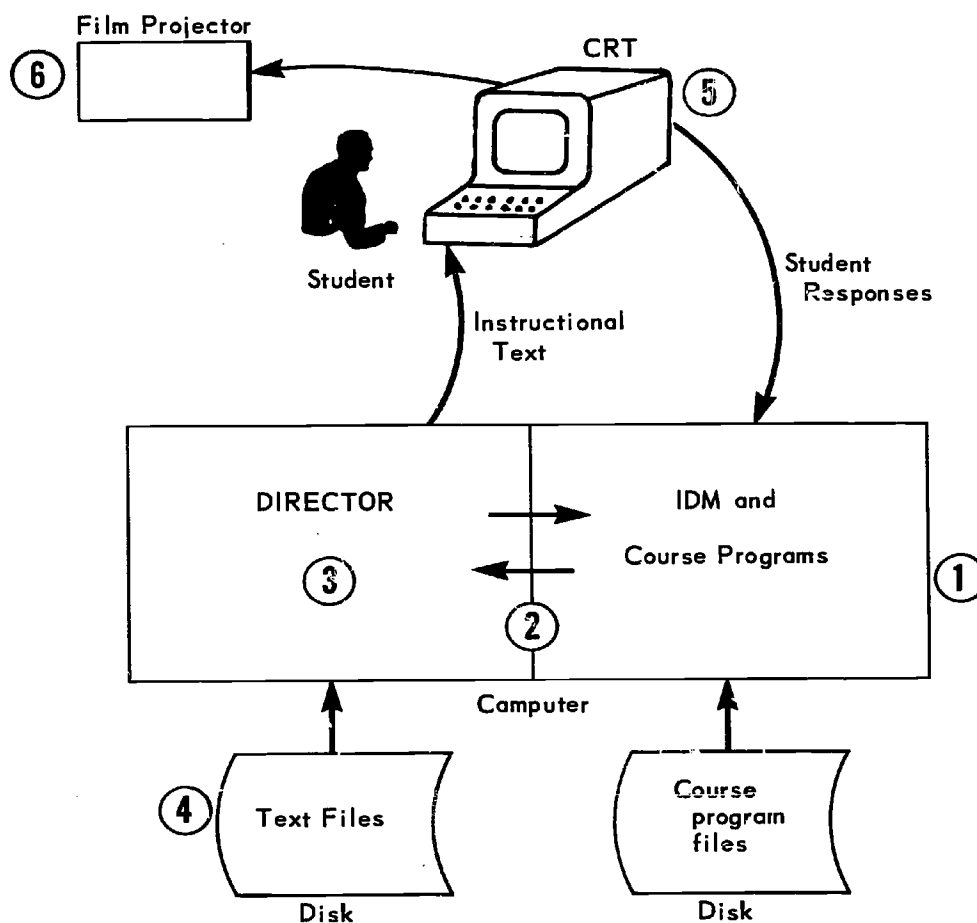 Film Projector
6
CRT
5
Student
Instructional
Text
Student
Responses
DIRECTOR
3
IDM and
Course Programs
1
2
Camputer
4
Text Files
Course
program
files
Disk
Disk